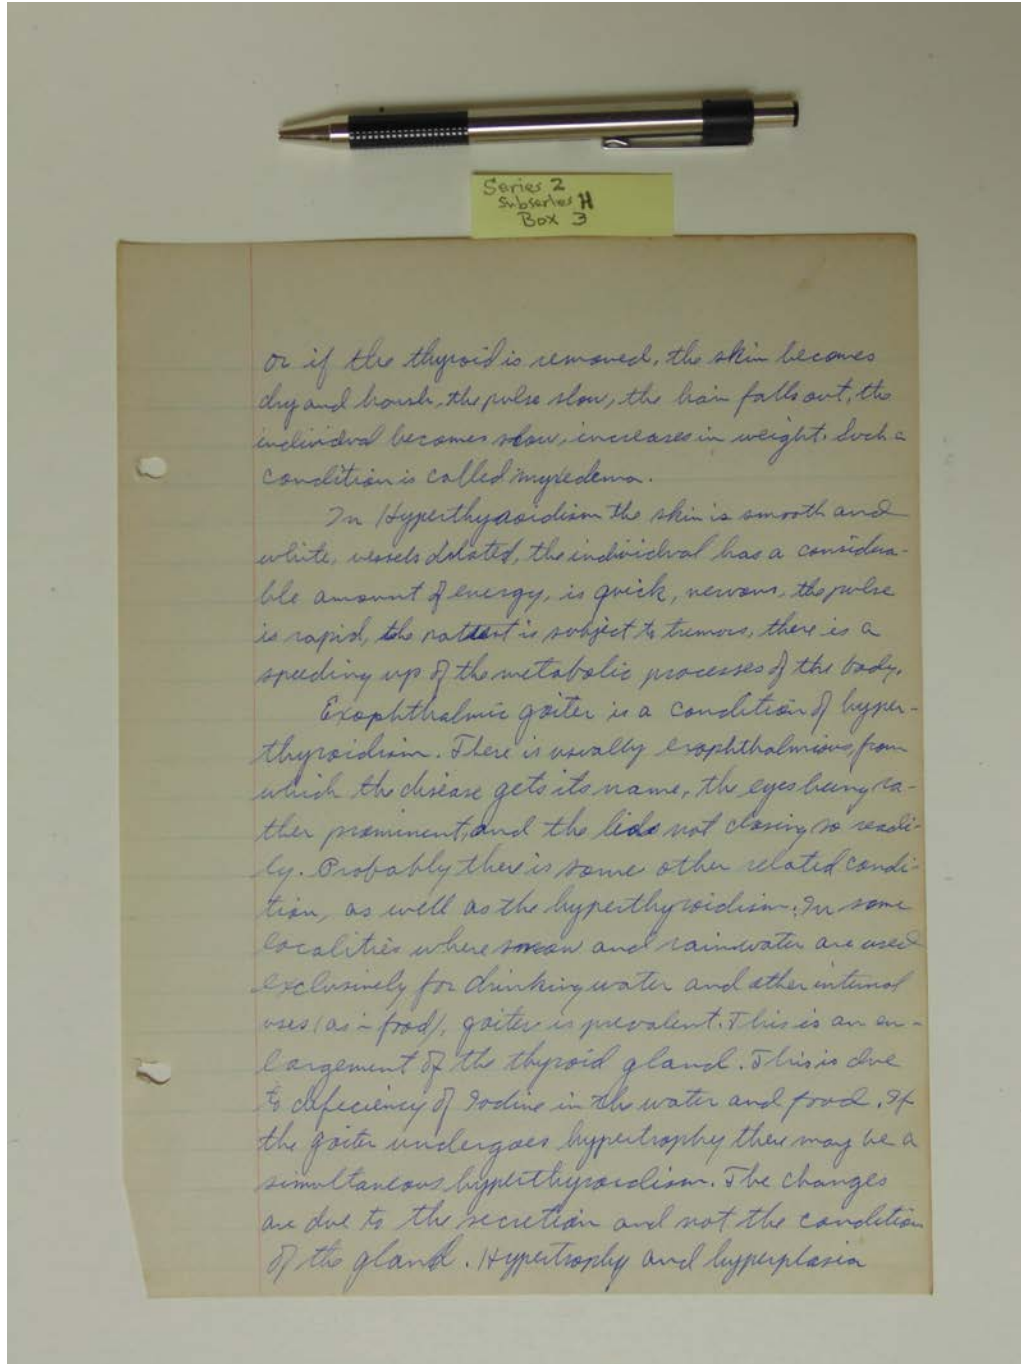 Series 2
Subseries H
Box 3
or if the thyroid is removed, the skin becomes
dry and harsh, the pulse slow, the hair falls out, the
individual becomes slow, increases in weight. Such a
condition is called myxedema.
In Hyperthyroidism the skin is smooth and
white, vessels dilated, the individual has a considera-
ble amount of energy, is quick, nervous, the pulse
is rapid, the patient is subject to tremors, there is a
speeding up of the metabolic processes of the body.
Exophthalmic goiter is a condition of hyper-
thyroidism. There is usually exophthalmious, from
which the disease gets its name, the eyes being ra-
ther prominent, and the lids not closing so readi-
ly. Probably there is some other related condi-
tion, as well as the hyperthyroidism. In some
localities where snow and rainwater are used
exclusively for drinking water and other internal
uses (as in food), goiter is prevalent. This is an en-
largement of the thyroid gland. This is due
to deficiency of Iodine in the water and food. If
the goiter undergoes hypertrophy there may be a
simultaneous hyperthyroidism. The changes
are due to the secretion and not the condition
of the gland. Hypertrophy and hyperplasia